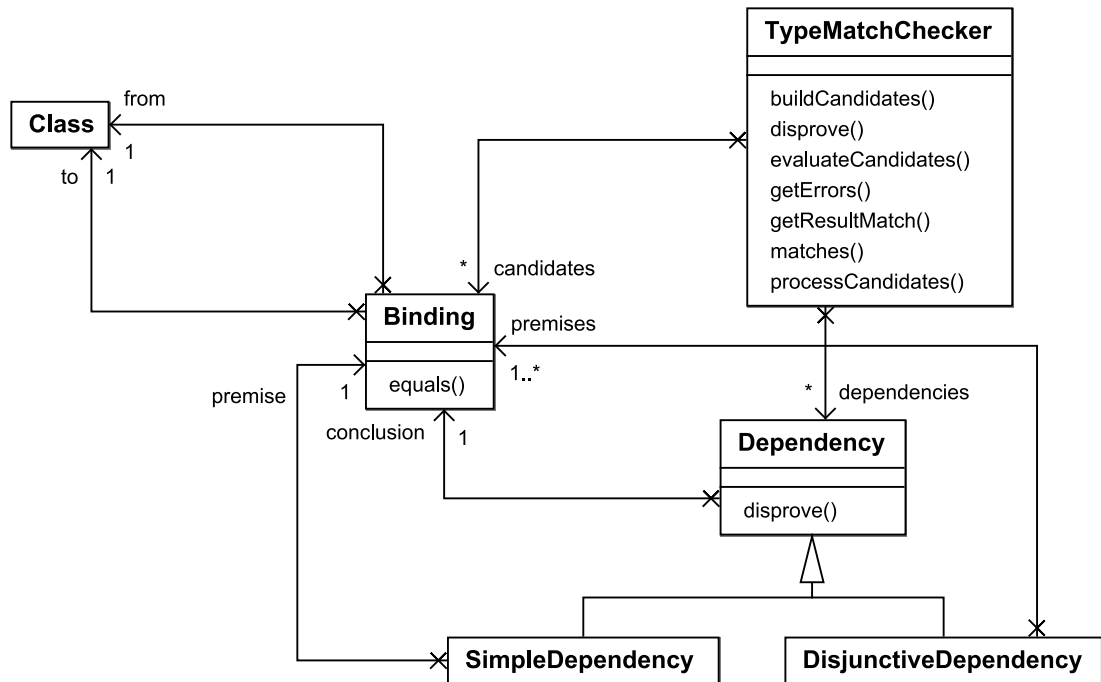 TypeMatchChecker
buildCandidates()
disprove()
evaluateCandidates()
getErrors()
getResultMatch()
matches()
processCandidates()
from
Class
1
to
1
*
candidates
Binding
equals()
premises
1..*
premise
1
conclusion
1
*
dependencies
Dependency
disprove()
SimpleDependency
DisjunctiveDependency